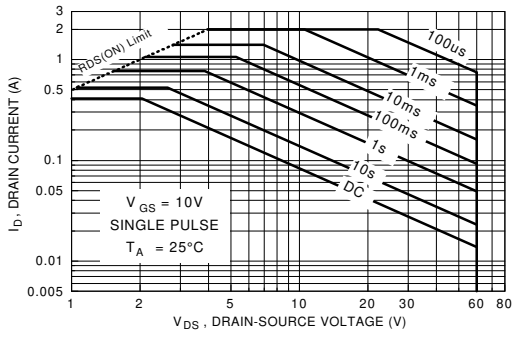 3
2
1
0.5
0.1
0.05
0.01
0.005
I D, DRAIN CURRENT (A)
RDS(ON) Limit
100us
1ms
10ms
100ms
1s
10s
DC
V GS = 10V
SINGLE PULSE
T A = 25°C
1
2
5
10
20
30
60
80
V DS , DRAIN-SOURCE VOLTAGE (V)